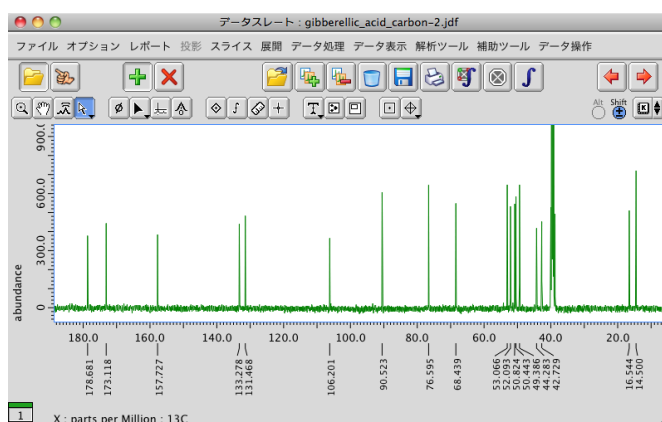 データスレート : gibberellic_acid_carbon-2.jdf
ファイル オプション レポート 投影 スライス 展開 データ処理 データ表示 解析ツール 補助ツール データ操作
Alt Shift
abundance
900.0
600.0
300.0
0
180.0 160.0 140.0 120.0 100.0 80.0 60.0 40.0 20.0
178.681 173.118 157.727 133.278 131.468 106.201 90.523 76.595 68.439 53.066 52.093 50.824 50.443 49.386 44.283 42.729 16.544 14.500
1 X : parts per Million : 13C